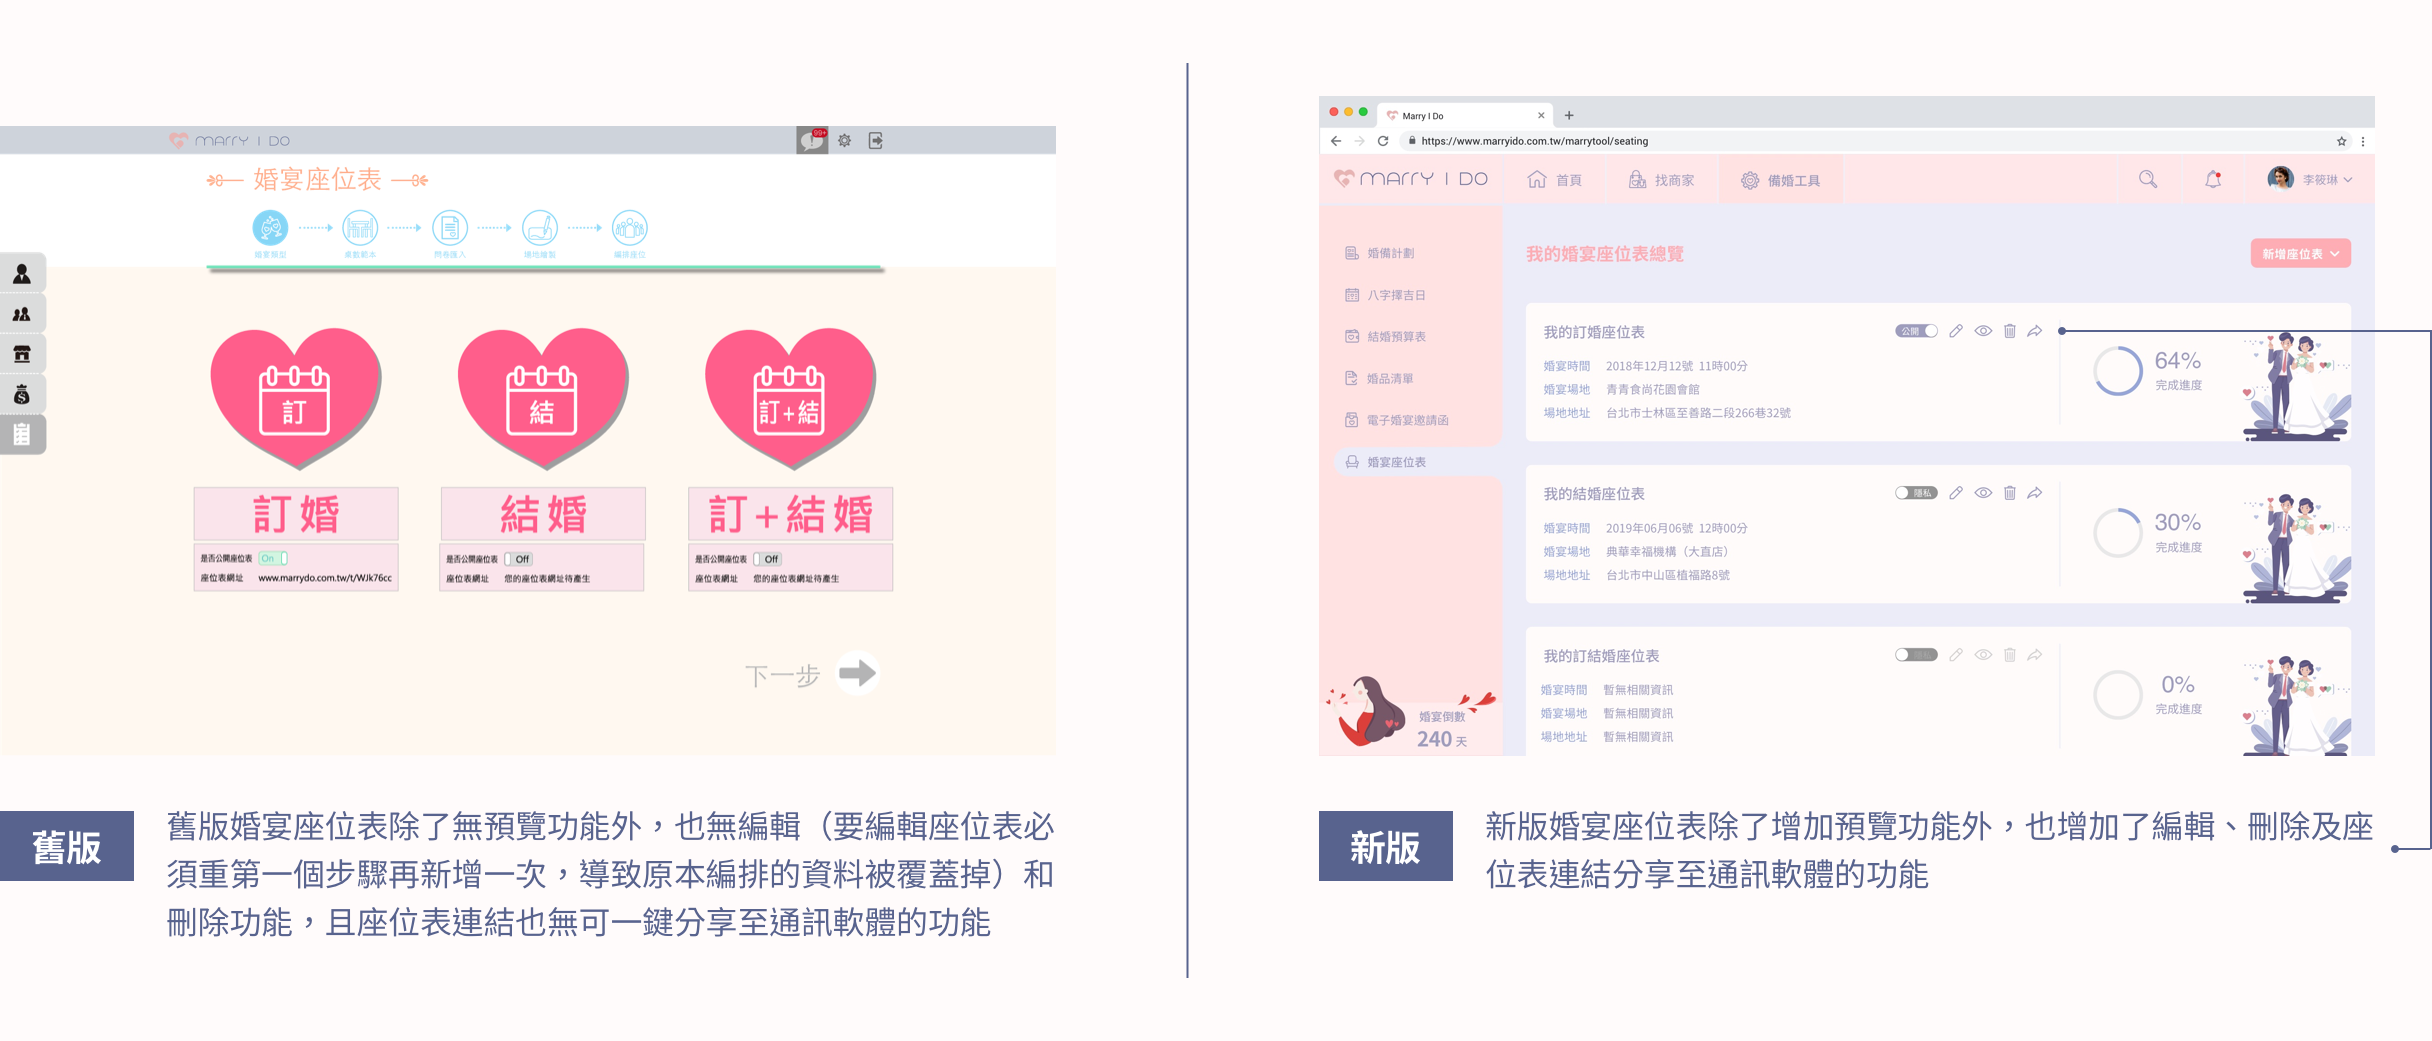 MARRY I DO
99+
婚宴座位表
婚宴類型
桌數範本
問卷匯入
場地繪製
編排座位
訂
結
訂+結
訂婚
結婚
訂+結婚
是否公開座位表 On
座位表網址 www.marrydo.com.tw/t/WJk76cc
是否公開座位表 Off
座位表網址 您的座位表網址待產生
是否公開座位表 Off
座位表網址 您的座位表網址待產生
下一步
舊版
舊版婚宴座位表除了無預覽功能外，也無編輯（要編輯座位表必
須重第一個步驟再新增一次，導致原本編排的資料被覆蓋掉）和
刪除功能，且座位表連結也無可一鍵分享至通訊軟體的功能
Marry I Do
https://www.marryido.com.tw/marrytool/seating
MARRY I DO
首頁
找商家
備婚工具
李筱琳
婚備計劃
八字擇吉日
結婚預算表
婚品清單
電子婚宴邀請函
婚宴座位表
婚宴倒數
240 天
我的婚宴座位表總覽
新增座位表
我的訂婚座位表
公開
婚宴時間 2018年12月12號 11時00分
婚宴場地 青青食尚花園會館
場地地址 台北市士林區至善路二段266巷32號
64%
完成進度
我的結婚座位表
隱私
婚宴時間 2019年06月06號 12時00分
婚宴場地 典華幸福機構（大直店）
場地地址 台北市中山區植福路8號
30%
完成進度
我的訂結婚座位表
隱私
婚宴時間 暫無相關資訊
婚宴場地 暫無相關資訊
場地地址 暫無相關資訊
0%
完成進度
新版
新版婚宴座位表除了增加預覽功能外，也增加了編輯、刪除及座
位表連結分享至通訊軟體的功能